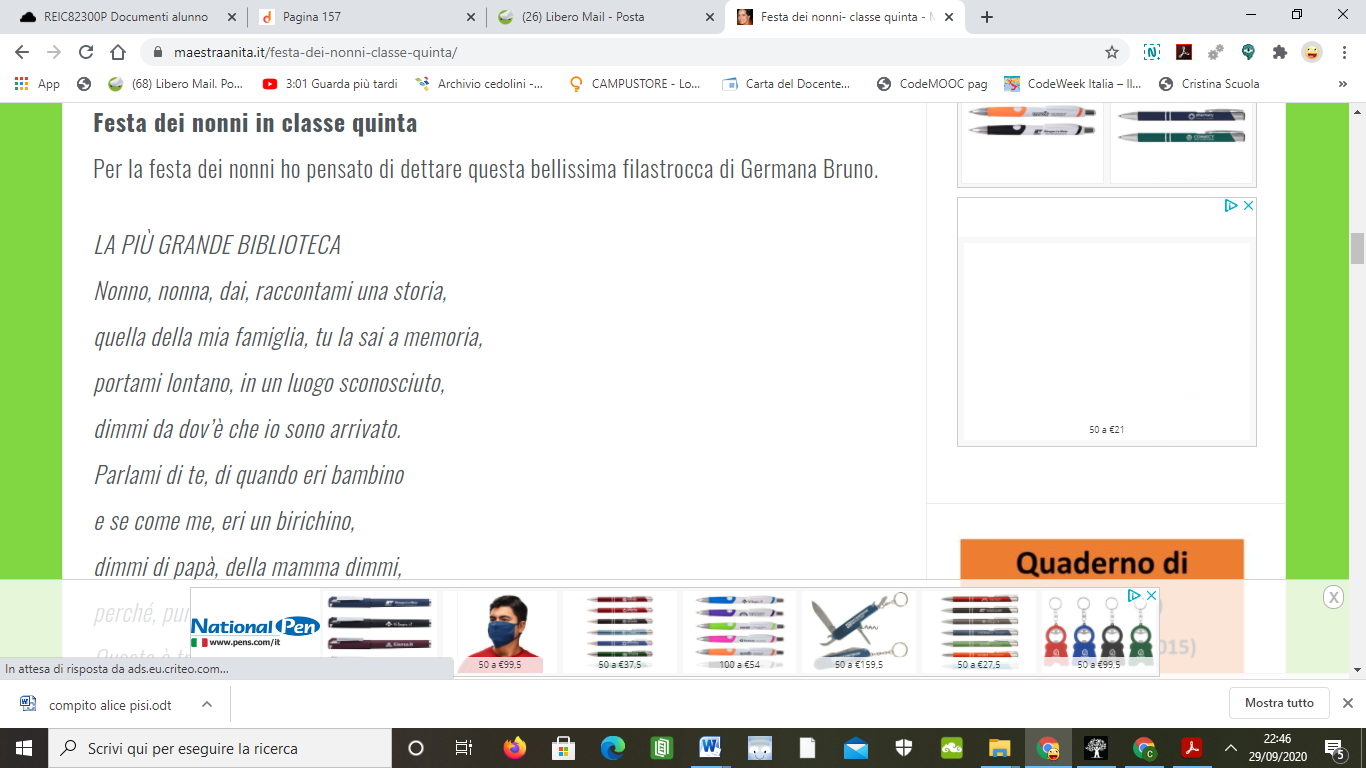 REIC82300P Documenti alunno
Pagina 157
(26) Libero Mail - Posta
Festa dei nonni- classe quinta -
maestraanita.it/festa-dei-nonni-classe-quinta/
App
(68) Libero Mail. Po...
3:01 Guarda più tardi
Archivio cedolini -...
CAMPUSTORE - Lo...
Carta del Docente...
CodeMOOC pag
CodeWeek Italia – Il...
Cristina Scuola
»
Festa dei nonni in classe quinta
Per la festa dei nonni ho pensato di dettare questa bellissima filastrocca di Germana Bruno.
LA PIÙ GRANDE BIBLIOTECA
Nonno, nonna, dai, raccontami una storia,
quella della mia famiglia, tu la sai a memoria,
portami lontano, in un luogo sconosciuto,
dimmi da dov’è che io sono arrivato.
Parlami di te, di quando eri bambino
e se come me, eri un birichino,
dimmi di papà, della mamma dimmi,
perché,
50 a €21
Quaderno di
015)
National Pen
www.pens.com/it
50 a €99,5
50 a €37,5
100 a €54
50 a €159,5
50 a €27,5
50 a €99,5
In attesa di risposta da ads.eu.criteo.com...
compito alice pisi.odt
Mostra tutto
Scrivi qui per eseguire la ricerca
22:46
29/09/2020
5